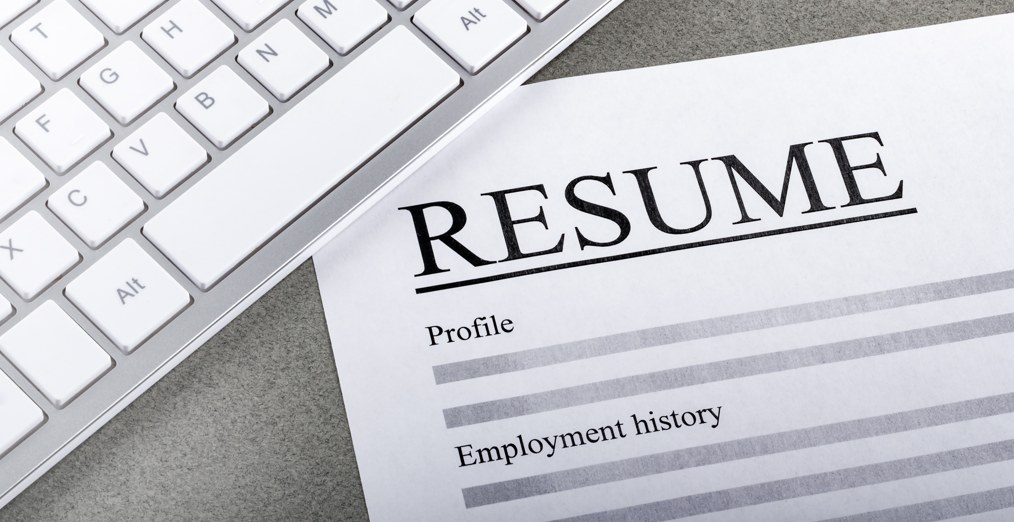 T H M Alt
G N
F B
V
C
X Alt
RESUME
Profile
Employment history